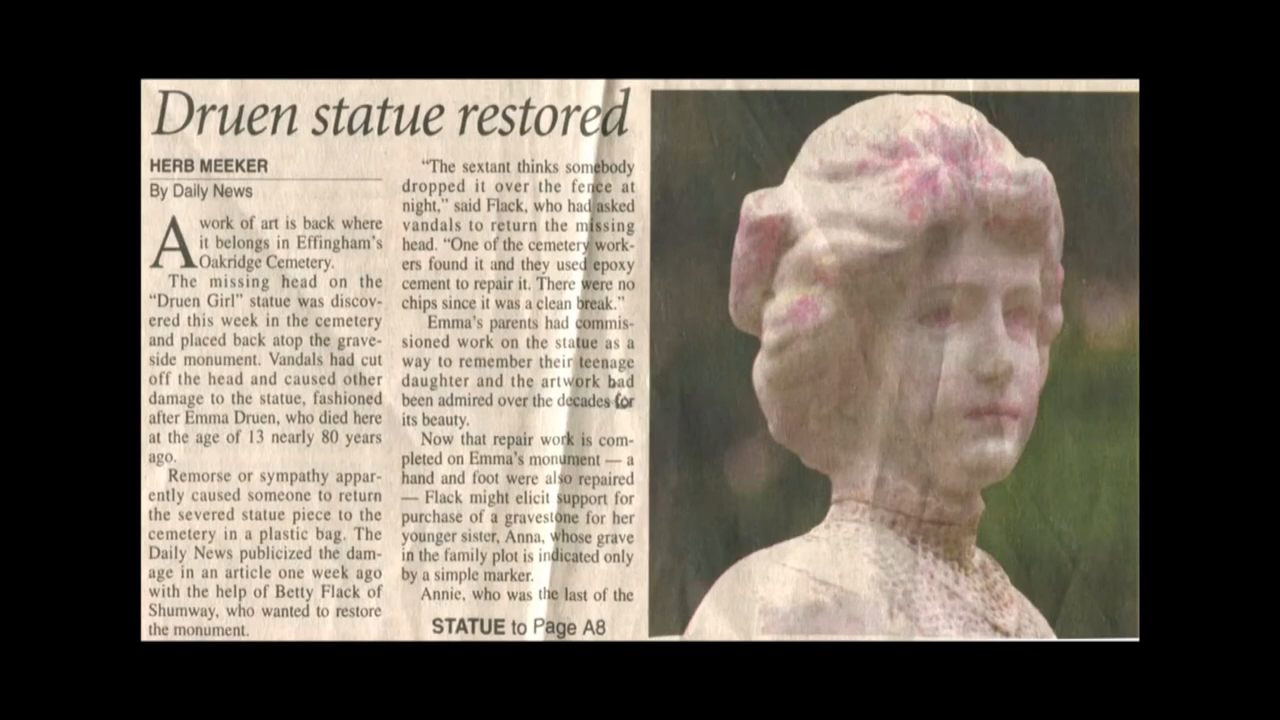 Druen statue restored
HERB MEEKER
By Daily News
A work of art is back where
it belongs in Effingham's
Oakridge Cemetery.
The missing head on the
“Druen Girl” statue was discov-
ered this week in the cemetery
and placed back atop the grave-
side monument. Vandals had cut
off the head and caused other
damage to the statue, fashioned
after Emma Druen, who died here
at the age of 13 nearly 80 years
ago.
Remorse or sympathy appar-
ently caused someone to return
the severed statue piece to the
cemetery in a plastic bag. The
Daily News publicized the dam-
age in an article one week ago
with the help of Betty Flack of
Shumway, who wanted to restore
the monument.
“The sextant thinks somebody
dropped it over the fence at
night,” said Flack, who had asked
vandals to return the missing
head. “One of the cemetery work-
ers found it and they used epoxy
cement to repair it. There were no
chips since it was a clean break.”
Emma's parents had commis-
sioned work on the statue as a
way to remember their teenage
daughter and the artwork had
been admired over the decades for
its beauty.
Now that repair work is com-
pleted on Emma's monument — a
hand and foot were also repaired
— Flack might elicit support for
purchase of a gravestone for her
younger sister, Anna, whose grave
in the family plot is indicated only
by a simple marker.
Annie, who was the last of the
STATUE to Page A8